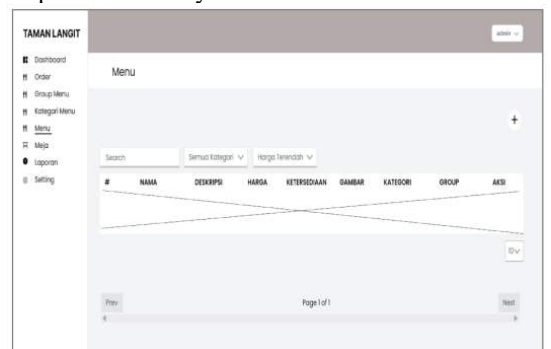 TAMAN LANGIT
admin
Dashboard
Order
Group Menu
Kategori Menu
Menu
Meja
Laporan
Setting
Menu
+
Search
Semua Kategori
Harga Terendah
# NAMA DESKRIPSI HARGA KETERSEDIAAN GAMBAR KATEGORI GROUP AKSI
10
Prev Page 1 of 1 Next